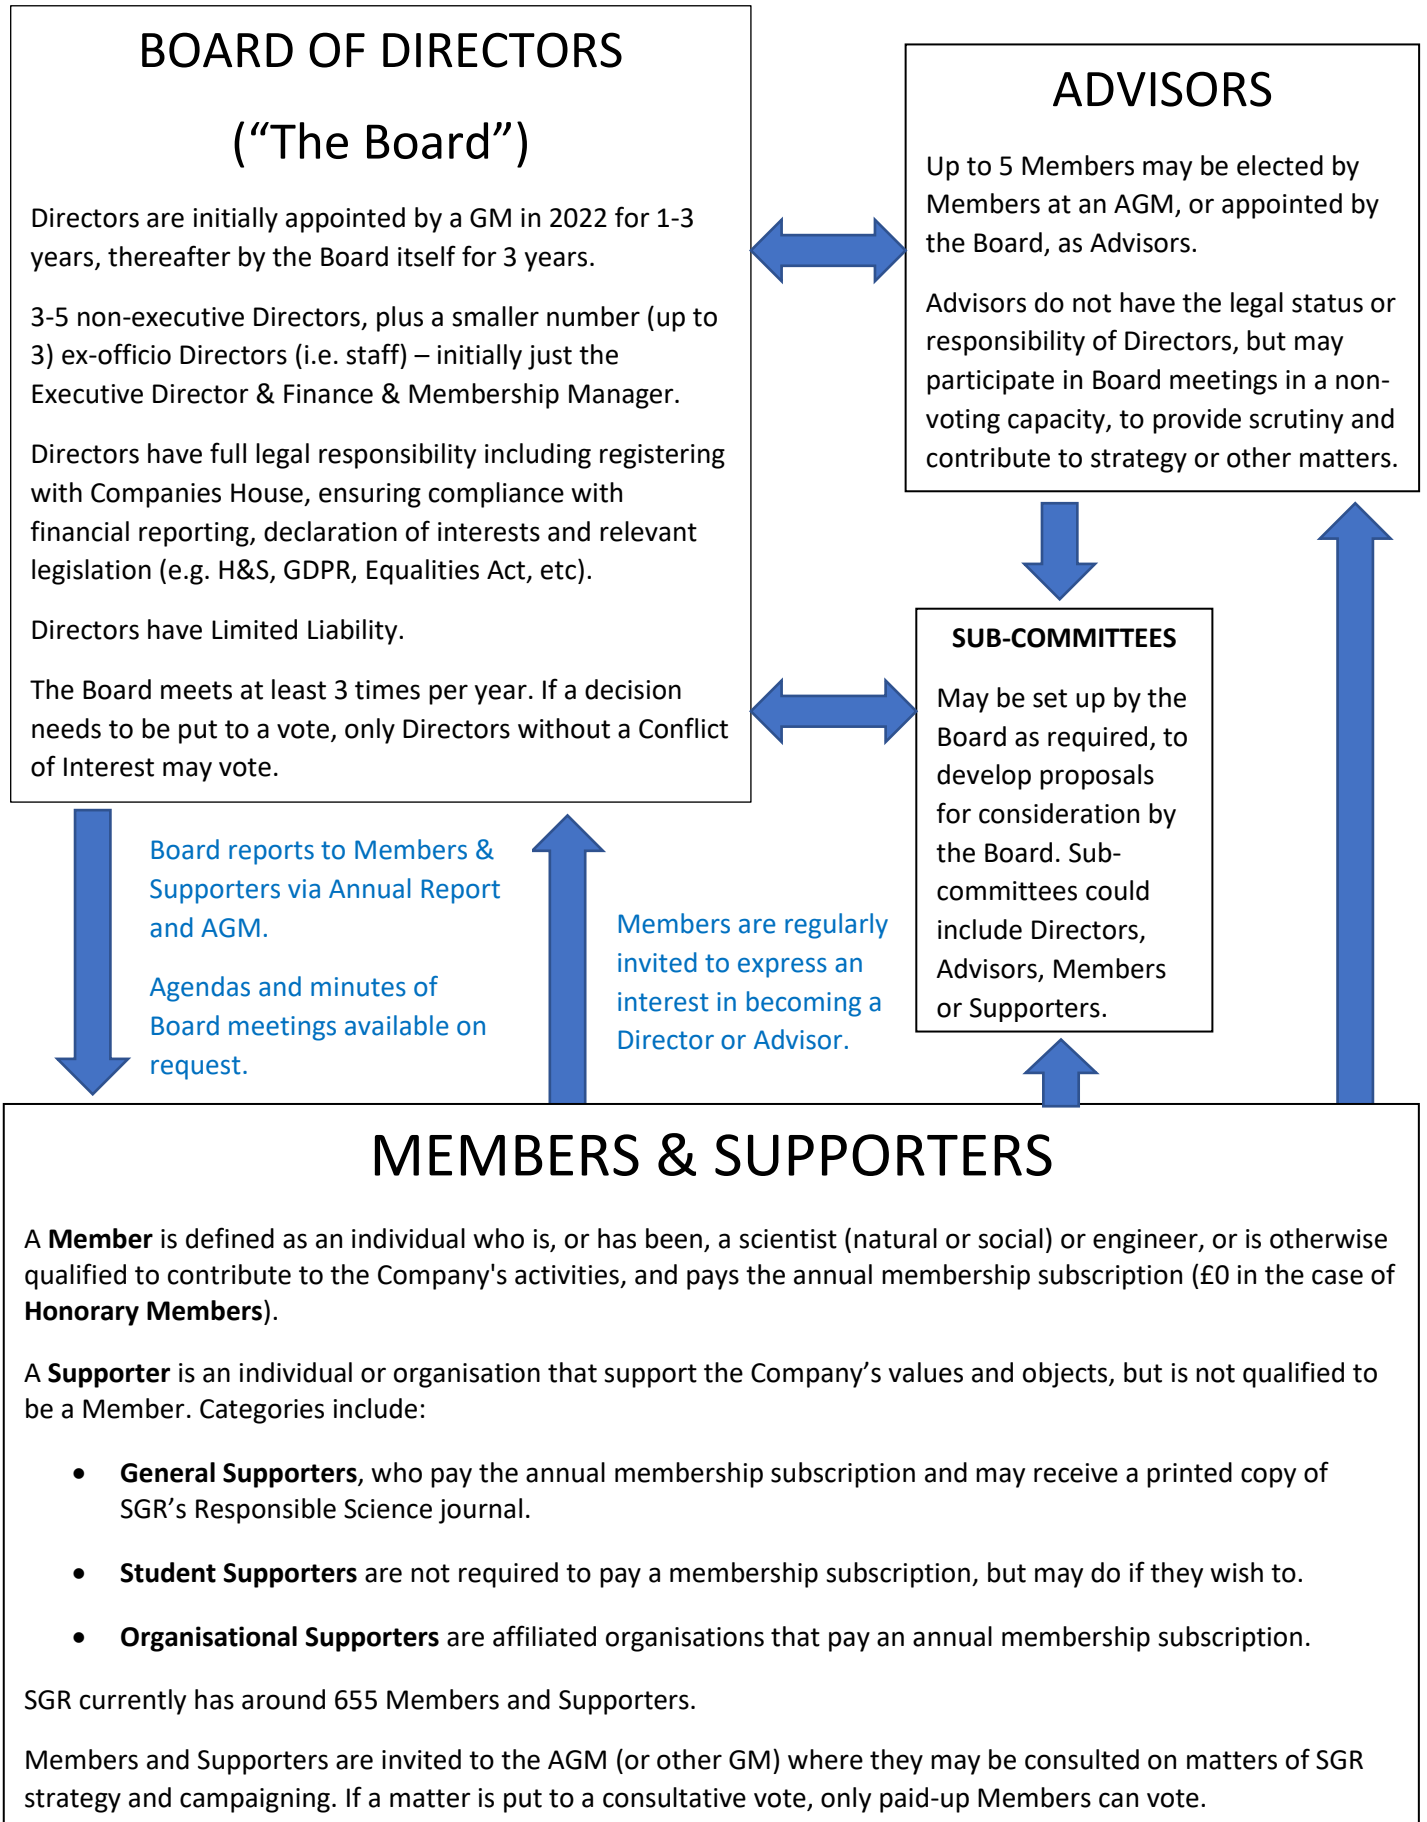 BOARD OF DIRECTORS
(“The Board”)
Directors are initially appointed by a GM in 2022 for 1-3
years, thereafter by the Board itself for 3 years.
3-5 non-executive Directors, plus a smaller number (up to
3) ex-officio Directors (i.e. staff) – initially just the
Executive Director & Finance & Membership Manager.
Directors have full legal responsibility including registering
with Companies House, ensuring compliance with
financial reporting, declaration of interests and relevant
legislation (e.g. H&S, GDPR, Equalities Act, etc).
Directors have Limited Liability.
The Board meets at least 3 times per year. If a decision
needs to be put to a vote, only Directors without a Conflict
of Interest may vote.
ADVISORS
Up to 5 Members may be elected by
Members at an AGM, or appointed by
the Board, as Advisors.
Advisors do not have the legal status or
responsibility of Directors, but may
participate in Board meetings in a non-
voting capacity, to provide scrutiny and
contribute to strategy or other matters.
SUB-COMMITTEES
May be set up by the
Board as required, to
develop proposals
for consideration by
the Board. Sub-
committees could
include Directors,
Advisors, Members
or Supporters.
Board reports to Members &
Supporters via Annual Report
and AGM.
Agendas and minutes of
Board meetings available on
request.
Members are regularly
invited to express an
interest in becoming a
Director or Advisor.
MEMBERS & SUPPORTERS
A Member is defined as an individual who is, or has been, a scientist (natural or social) or engineer, or is otherwise
qualified to contribute to the Company's activities, and pays the annual membership subscription (£0 in the case of
Honorary Members).
A Supporter is an individual or organisation that support the Company’s values and objects, but is not qualified to
be a Member. Categories include:
• General Supporters, who pay the annual membership subscription and may receive a printed copy of
SGR’s Responsible Science journal.
• Student Supporters are not required to pay a membership subscription, but may do if they wish to.
• Organisational Supporters are affiliated organisations that pay an annual membership subscription.
SGR currently has around 655 Members and Supporters.
Members and Supporters are invited to the AGM (or other GM) where they may be consulted on matters of SGR
strategy and campaigning. If a matter is put to a consultative vote, only paid-up Members can vote.